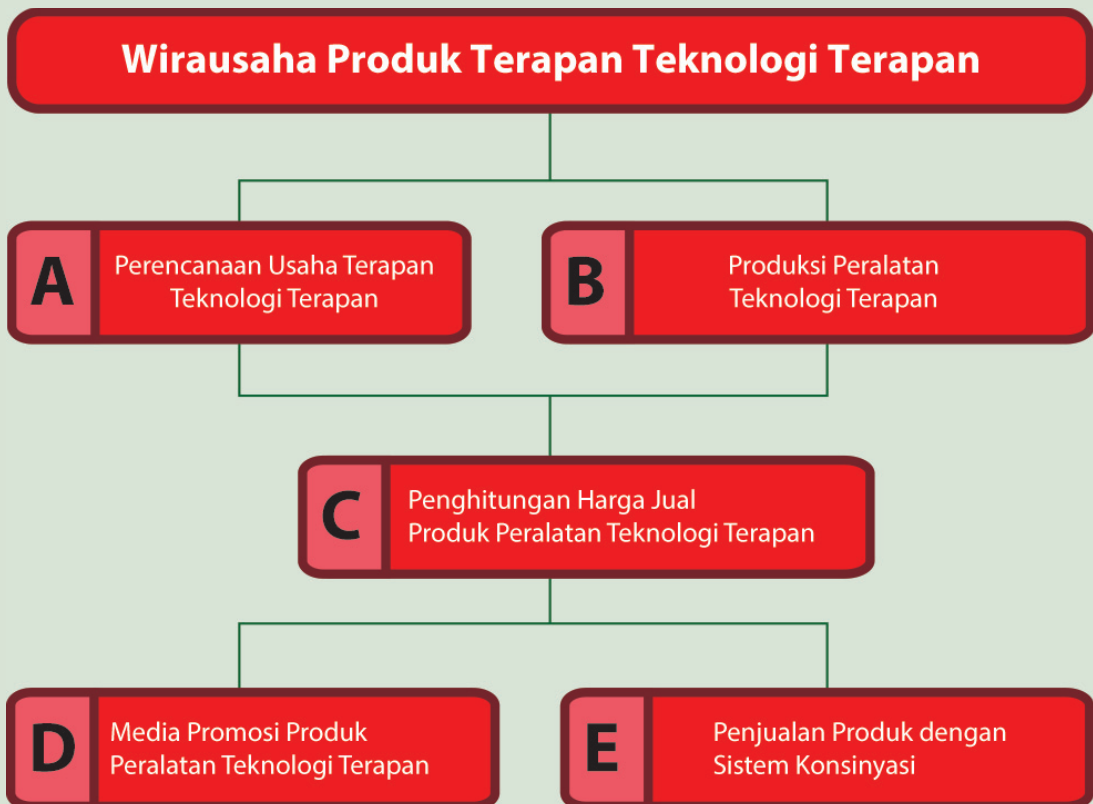 Wirausaha Produk Terapan Teknologi Terapan
A
Perencanaan Usaha Terapan
Teknologi Terapan
B
Produksi Peralatan
Teknologi Terapan
C
Penghitungan Harga Jual
Produk Peralatan Teknologi Terapan
D
Media Promosi Produk
Peralatan Teknologi Terapan
E
Penjualan Produk dengan
Sistem Konsinyasi